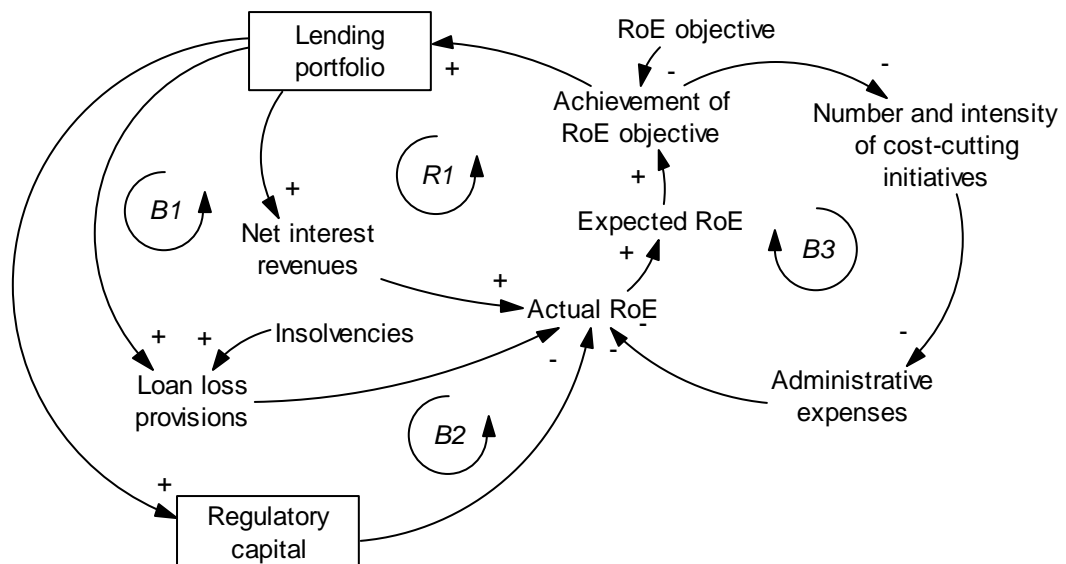 Lending
portfolio
+
RoE objective
-
Achievement of
RoE objective
-
Number and intensity
of cost-cutting
initiatives
B1
R1
+
+
Net interest
revenues
Expected RoE
+
B3
+
Actual RoE
-
-
-
-
+
+
Insolvencies
Loan loss
provisions
Administrative
expenses
B2
+
Regulatory
capital